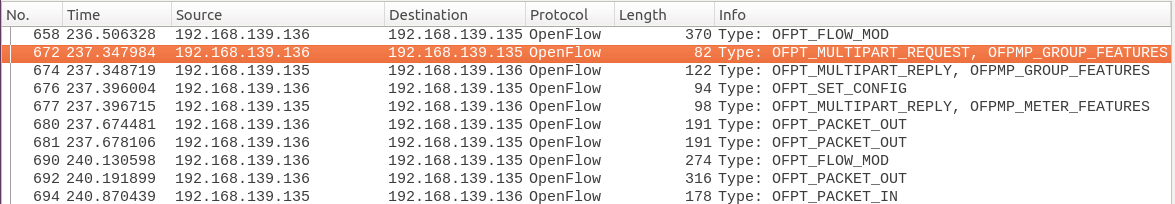 No. Time Source Destination Protocol Length Info
658 236.506328 192.168.139.136 192.168.139.135 OpenFlow 370 Type: OFPT_FLOW_MOD
672 237.347984 192.168.139.136 192.168.139.135 OpenFlow 82 Type: OFPT_MULTIPART_REQUEST, OFPMP_GROUP_FEATURES
674 237.348719 192.168.139.135 192.168.139.136 OpenFlow 122 Type: OFPT_MULTIPART_REPLY, OFPMP_GROUP_FEATURES
676 237.396004 192.168.139.136 192.168.139.135 OpenFlow 94 Type: OFPT_SET_CONFIG
677 237.396715 192.168.139.135 192.168.139.136 OpenFlow 98 Type: OFPT_MULTIPART_REPLY, OFPMP_METER_FEATURES
680 237.674481 192.168.139.136 192.168.139.135 OpenFlow 191 Type: OFPT_PACKET_OUT
681 237.678106 192.168.139.136 192.168.139.135 OpenFlow 191 Type: OFPT_PACKET_OUT
690 240.130598 192.168.139.136 192.168.139.135 OpenFlow 274 Type: OFPT_FLOW_MOD
692 240.191899 192.168.139.136 192.168.139.135 OpenFlow 316 Type: OFPT_PACKET_OUT
694 240.870439 192.168.139.135 192.168.139.136 OpenFlow 178 Type: OFPT_PACKET_IN